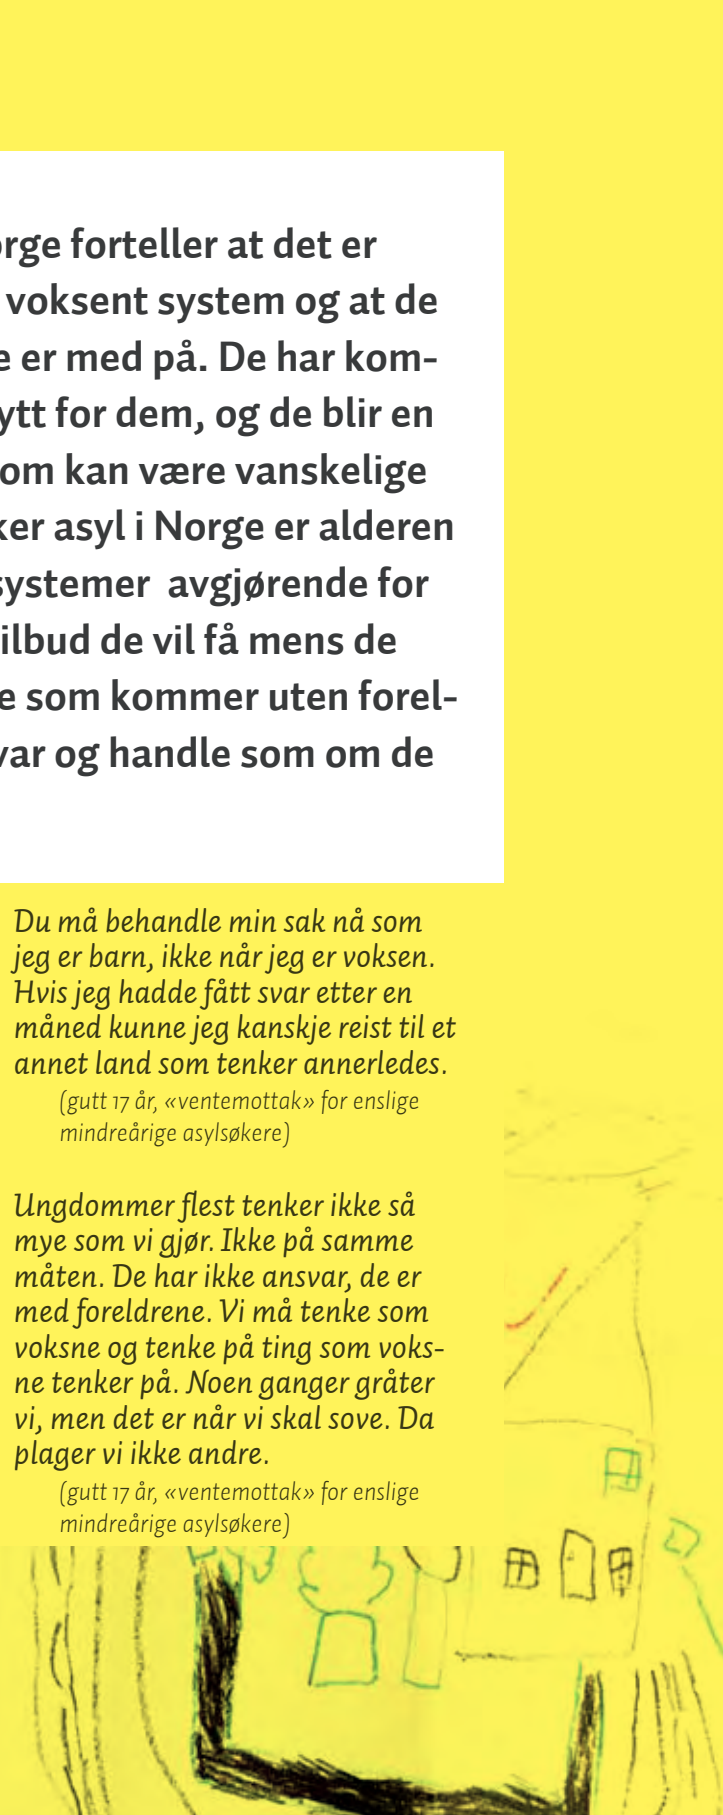 orge forteller at det er
voksent system og at de
e er med på. De har kom-
ytt for dem, og de blir en
om kan være vanskelige
ker asyl i Norge er alderen
systemer avgjørende for
ilbud de vil få mens de
e som kommer uten forel-
var og handle som om de
Du må behandle min sak nå som
jeg er barn, ikke når jeg er voksen.
Hvis jeg hadde fått svar etter en
måned kunne jeg kanskje reist til et
annet land som tenker annerledes.
(gutt 17 år, «ventemottak» for enslige
mindreårige asylsøkere)
Ungdommer flest tenker ikke så
mye som vi gjør. Ikke på samme
måten. De har ikke ansvar, de er
med foreldrene. Vi må tenke som
voksne og tenke på ting som voks-
ne tenker på. Noen ganger gråter
vi, men det er når vi skal sove. Da
plager vi ikke andre.
(gutt 17 år, «ventemottak» for enslige
mindreårige asylsøkere)